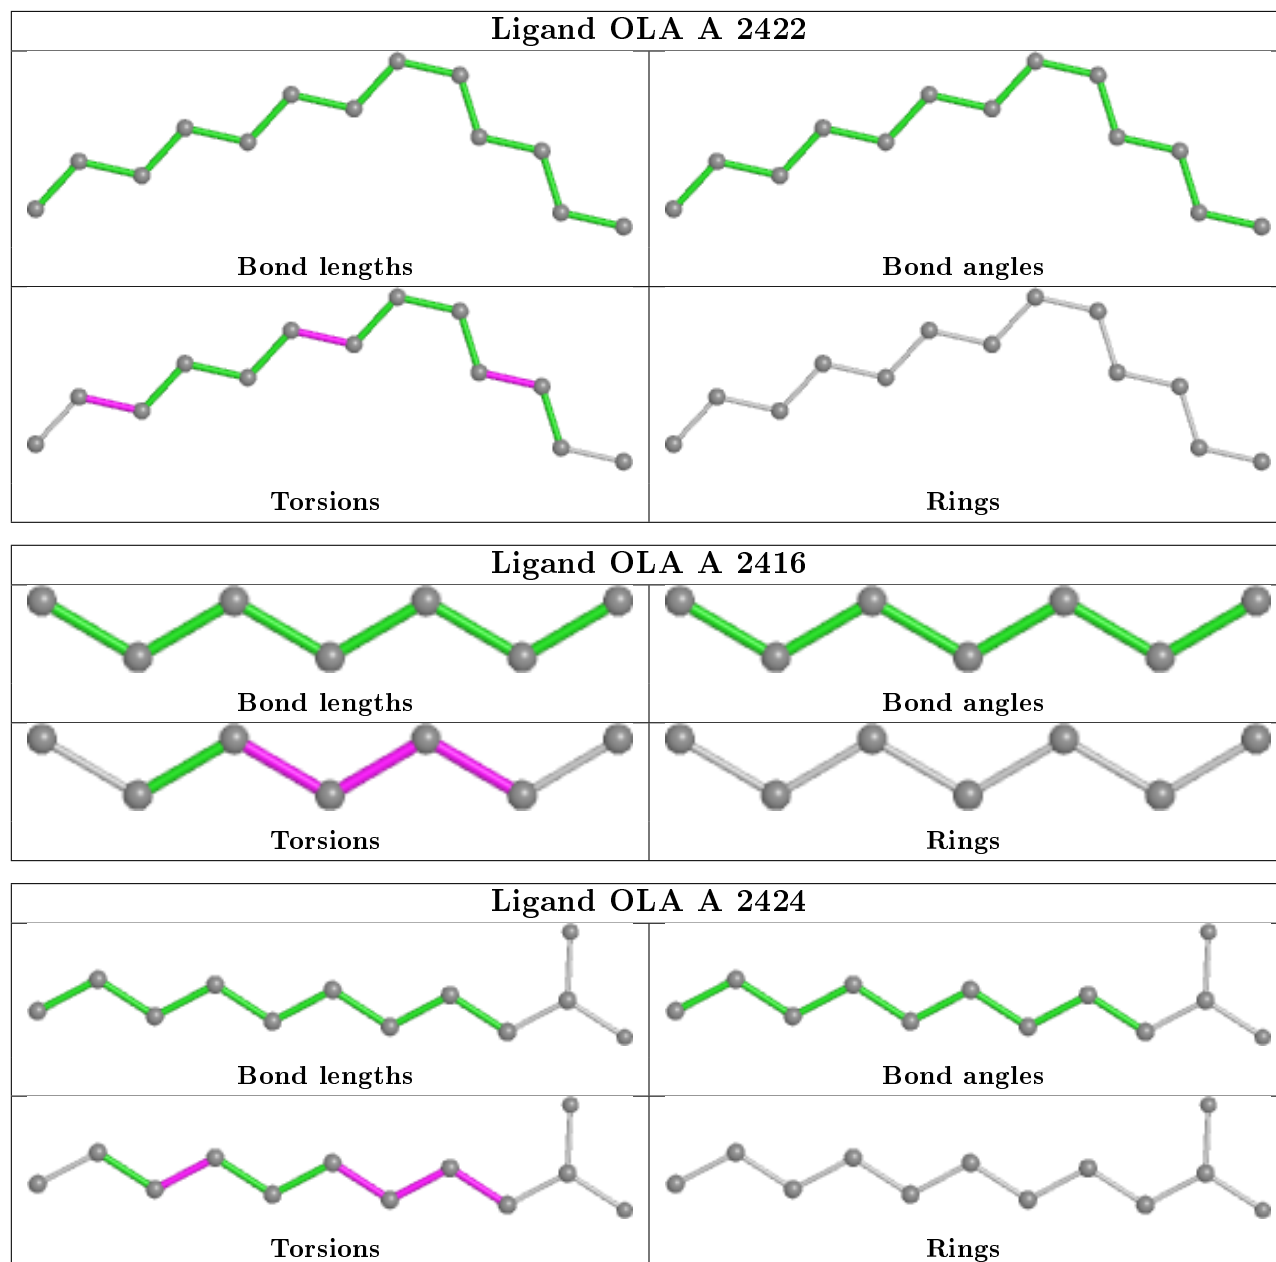 Ligand OLA A 2422
Bond lengths
Bond angles
Torsions
Rings
Ligand OLA A 2416
Bond lengths
Bond angles
Torsions
Rings
Ligand OLA A 2424
Bond lengths
Bond angles
Torsions
Rings